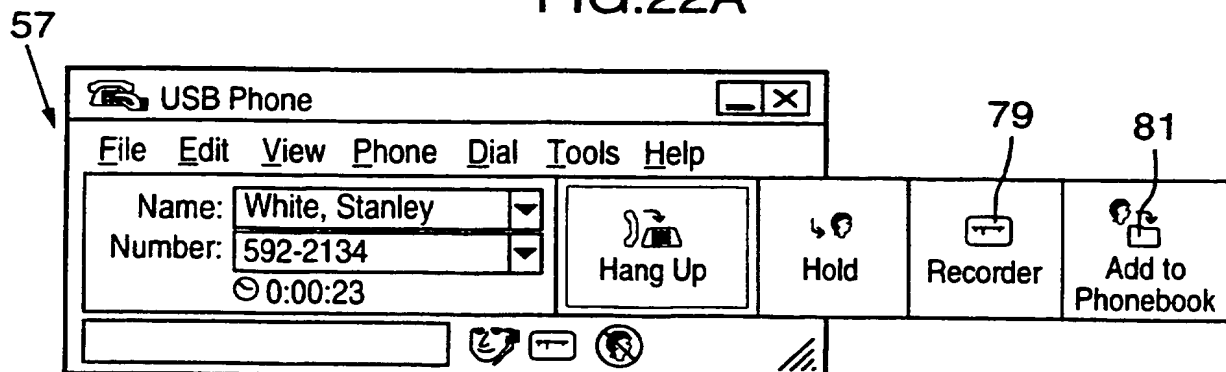 FIG.22A
57
USB Phone
File Edit View Phone Dial Tools Help
79
81
Name: White, Stanley
Number: 592-2134
0:00:23
Hang Up
Hold
Recorder
Add to
Phonebook